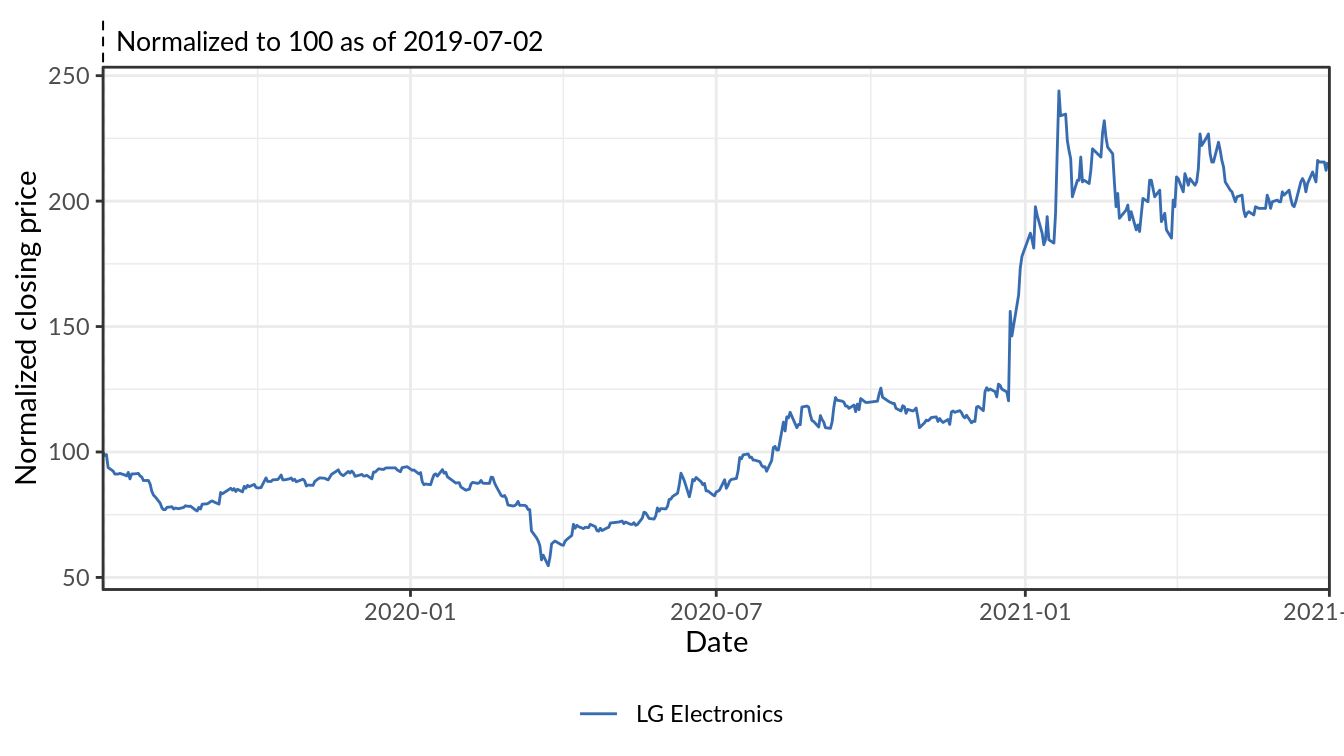 Normalized to 100 as of 2019-07-02
250
200
150
100
50
Normalized closing price
2020-01
2020-07
2021-01
2021-
Date
LG Electronics